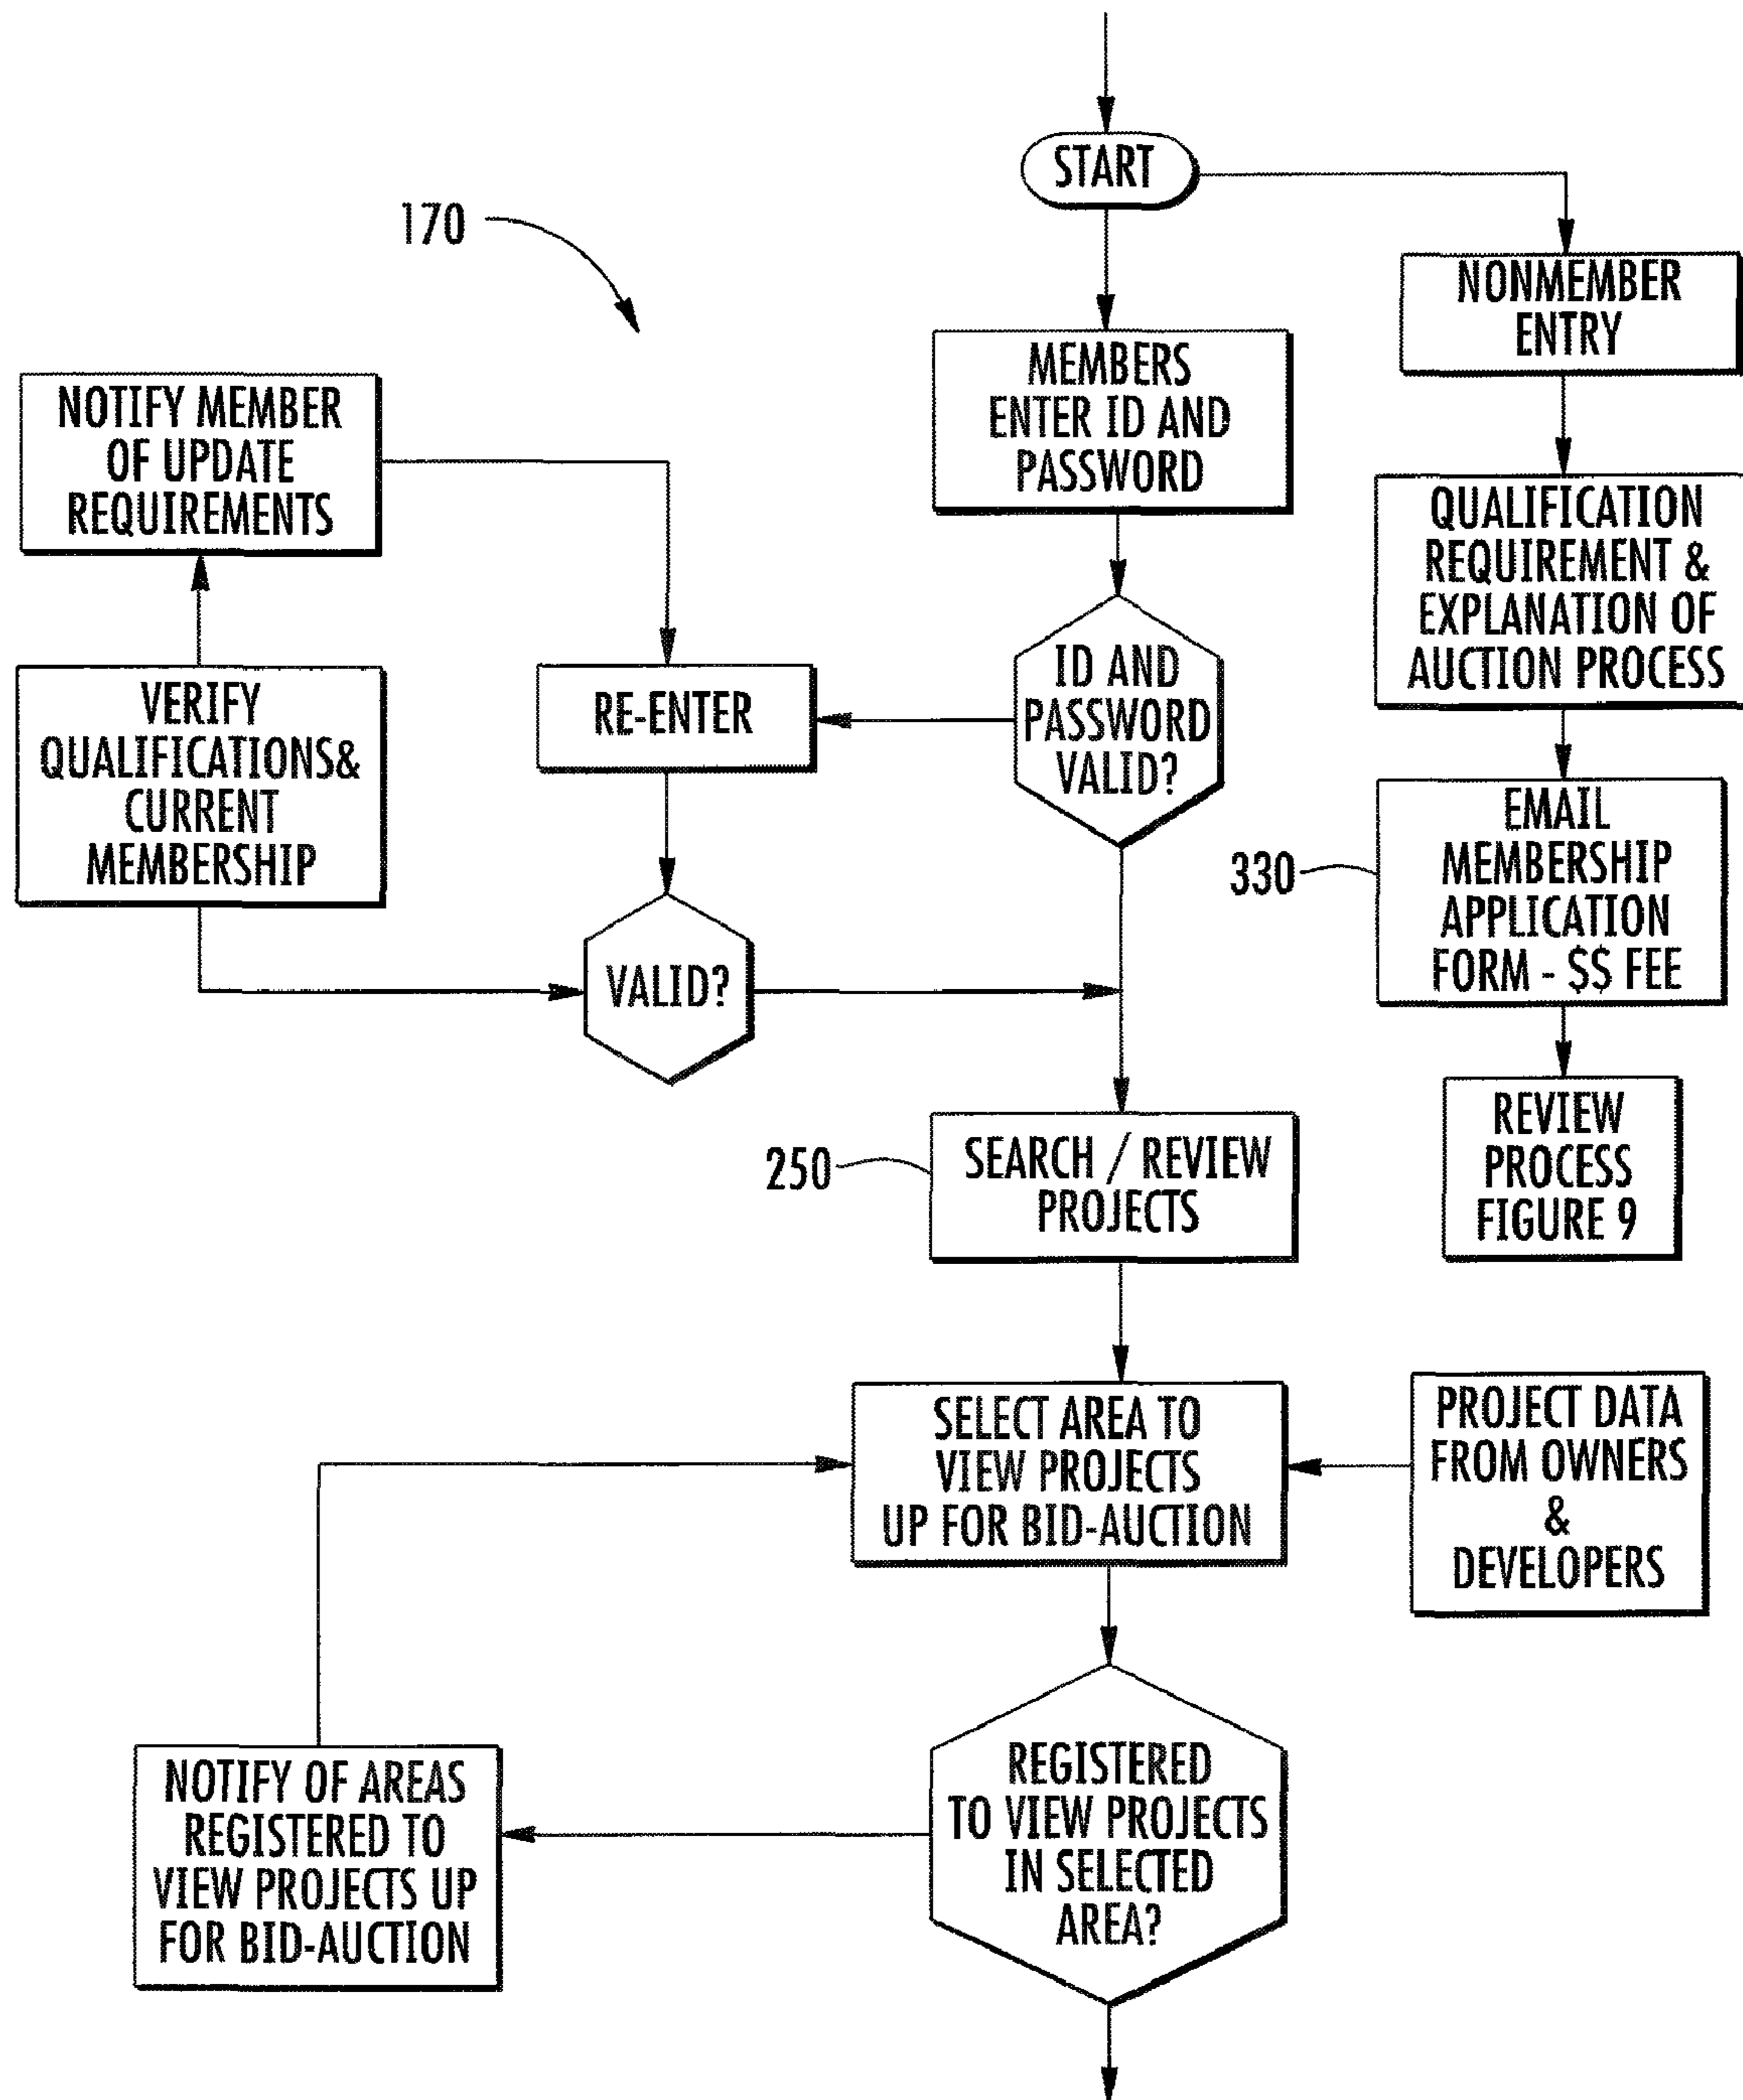 START
170
NONMEMBER
ENTRY
MEMBERS
ENTER ID AND
PASSWORD
NOTIFY MEMBER
OF UPDATE
REQUIREMENTS
QUALIFICATION
REQUIREMENT &
EXPLANATION OF
AUCTION PROCESS
ID AND
PASSWORD
VALID?
RE-ENTER
VERIFY
QUALIFICATIONS&
CURRENT
MEMBERSHIP
330
EMAIL
MEMBERSHIP
APPLICATION
FORM - $$ FEE
VALID?
250
SEARCH / REVIEW
PROJECTS
REVIEW
PROCESS
FIGURE 9
SELECT AREA TO
VIEW PROJECTS
UP FOR BID-AUCTION
PROJECT DATA
FROM OWNERS
&
DEVELOPERS
REGISTERED
TO VIEW PROJECTS
IN SELECTED
AREA?
NOTIFY OF AREAS
REGISTERED TO
VIEW PROJECTS UP
FOR BID-AUCTION